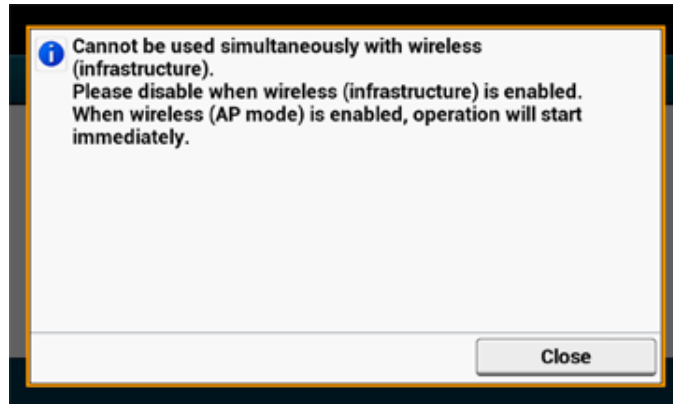 Cannot be used simultaneously with wireless
(infrastructure).
Please disable when wireless (infrastructure) is enabled.
When wireless (AP mode) is enabled, operation will start
immediately.
Close